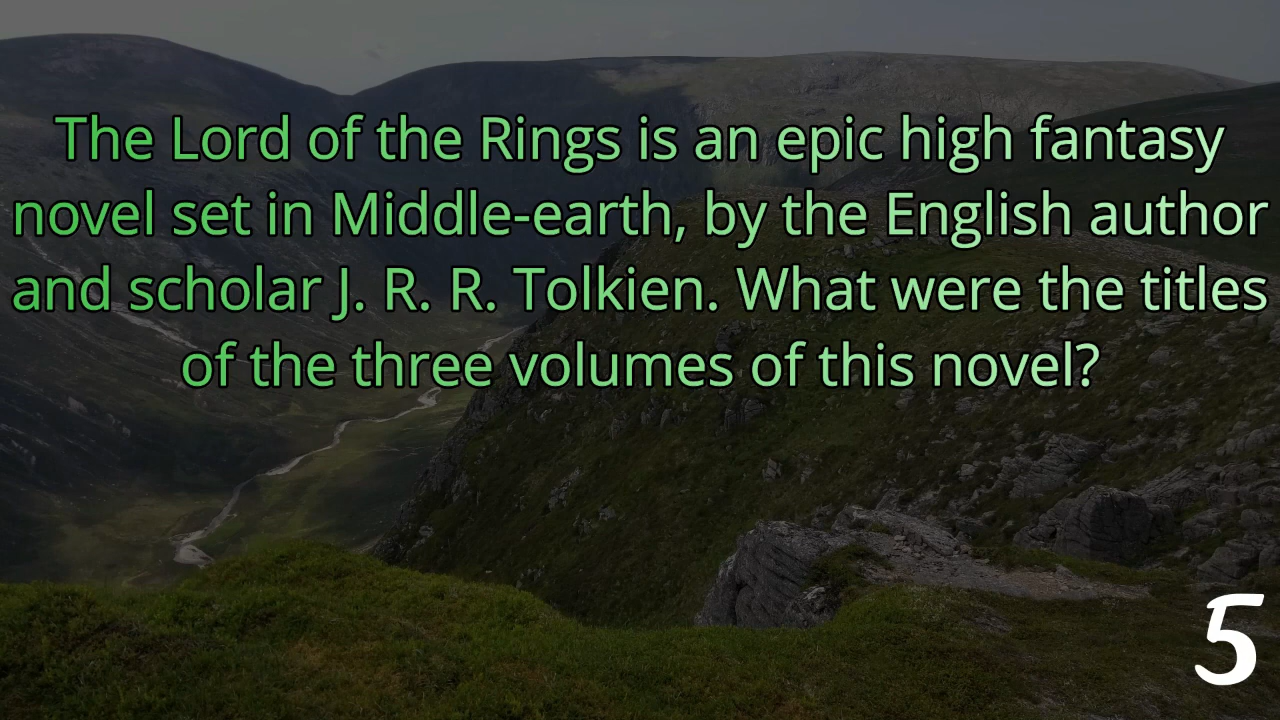 The Lord of the Rings is an epic high fantasy
novel set in Middle-earth, by the English author
and scholar J. R. R. Tolkien. What were the titles
of the three volumes of this novel?
5